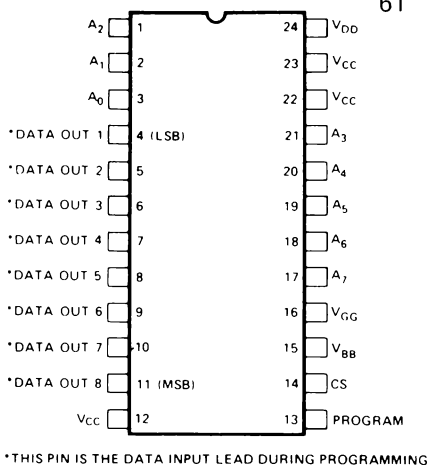 61
A2 1 24 VDD
A1 2 23 VCC
A0 3 22 VCC
*DATA OUT 1 4 (LSB) 21 A3
*DATA OUT 2 5 20 A4
*DATA OUT 3 6 19 A5
*DATA OUT 4 7 18 A6
*DATA OUT 5 8 17 A7
*DATA OUT 6 9 16 VGG
*DATA OUT 7 10 15 VBB
*DATA OUT 8 11 (MSB) 14 CS
VCC 12 13 PROGRAM
*THIS PIN IS THE DATA INPUT LEAD DURING PROGRAMMING